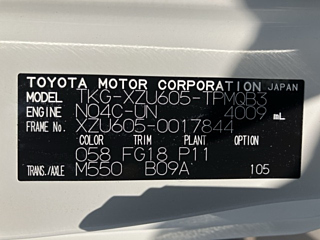 TOYOTA MOTOR CORPORATION JAPAN
MODEL TKG-XZU605-TPMQB3
ENGINE N04C-UN 4009 mL
FRAME No. XZU605-0017844
COLOR TRIM PLANT OPTION
058 FG18 P11
TRANS./AXLE M550 B09A 105